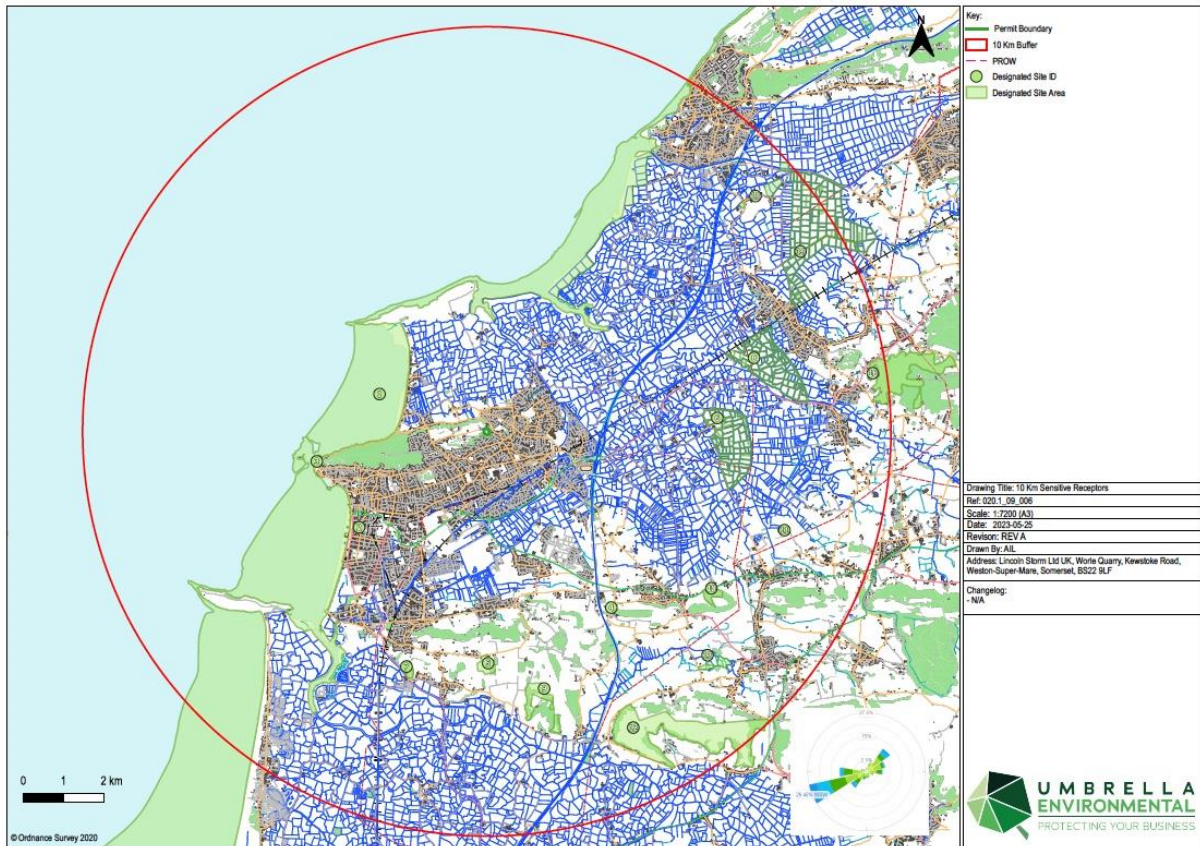 N
Key:
Permit Boundary
10 Km Buffer
PROW
Designated Site ID
Designated Site Area
Drawing Title: 10 Km Sensitive Receptors
Ref: 020.1_09_006
Scale: 1:7200 (A3)
Date: 2023-05-25
Revison: REV A
Drawn By: AIL
Address: Lincoln Storm Ltd UK, Worle Quarry, Kewstoke Road,
Weston-Super-Mare, Somerset, BS22 9LF
Changelog:
- N/A
0 1 2 km
© Ordnance Survey 2020
UMBRELLA
ENVIRONMENTAL
PROTECTING YOUR BUSINESS